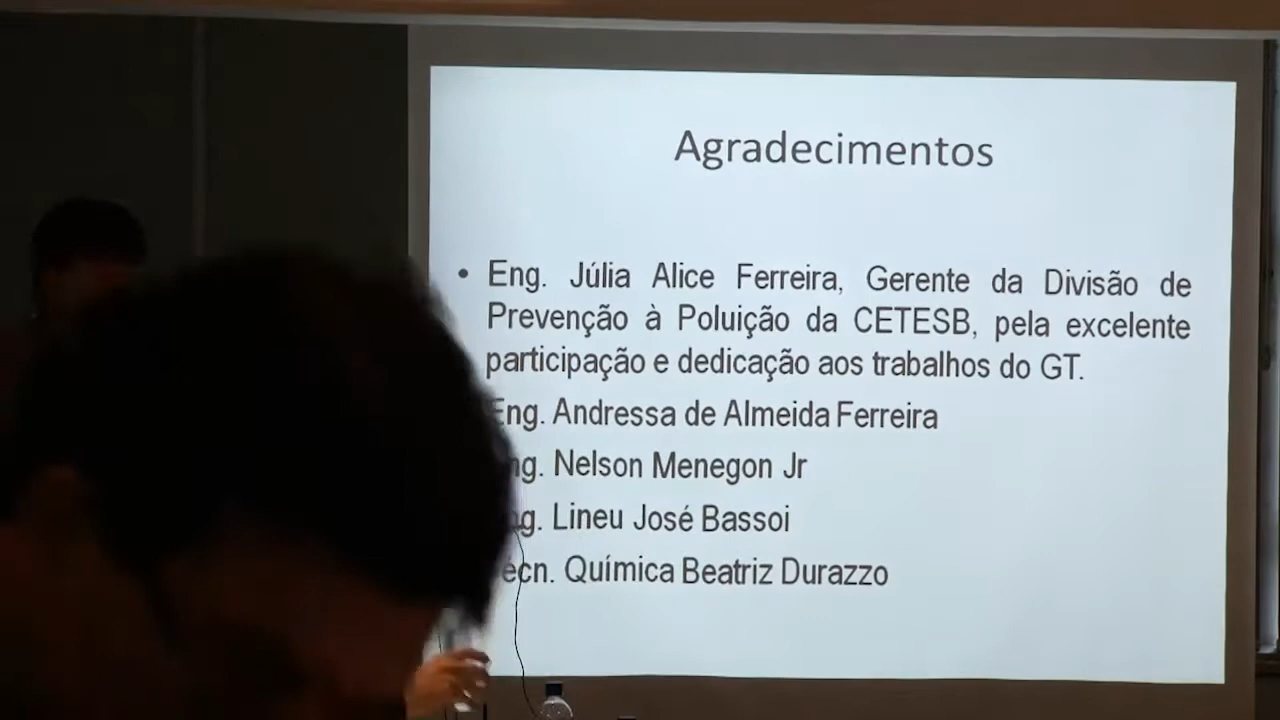 Agradecimentos
• Eng. Júlia Alice Ferreira, Gerente da Divisão de
Prevenção à Poluição da CETESB, pela excelente
participação e dedicação aos trabalhos do GT.
Eng. Andressa de Almeida Ferreira
Nelson Menegon Jr
Lineu José Bassoi
Química Beatriz Durazzo